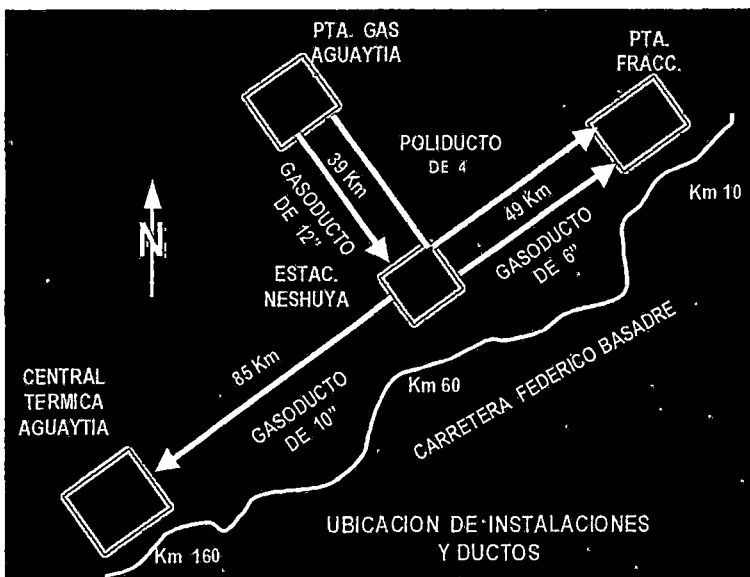 PTA. GAS
AGUAYTIA
PTA.
FRACC.
POLIDUCTO
DE 4
39 Km
GASODUCTO
DE 12"
49 Km
GASODUCTO
DE 6"
Km 10
N
ESTAC.
NESHUYA
85 Km
GASODUCTO
DE 10"
Km 60
CARRETERA FEDERICO BASADRE
CENTRAL
TERMICA
AGUAYTIA
Km 160
UBICACION DE INSTALACIONES
Y DUCTOS